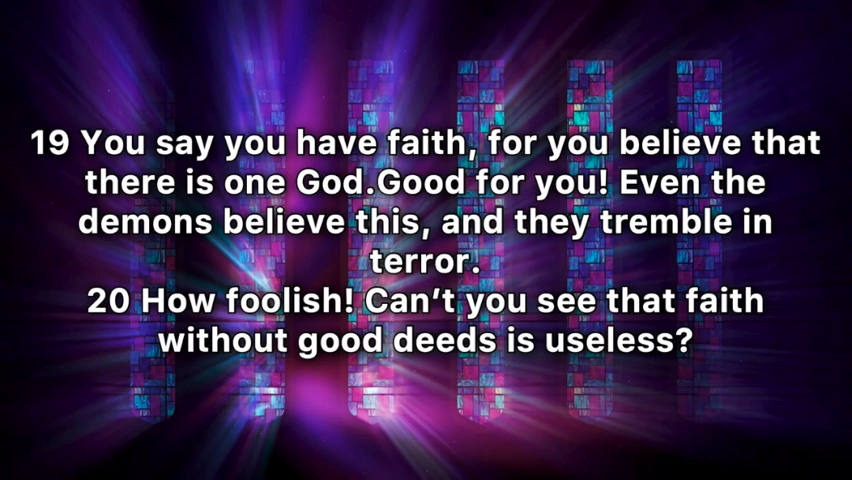 19 You say you have faith, for you believe that
there is one God.Good for you! Even the
demons believe this, and they tremble in
terror.
20 How foolish! Can’t you see that faith
without good deeds is useless?